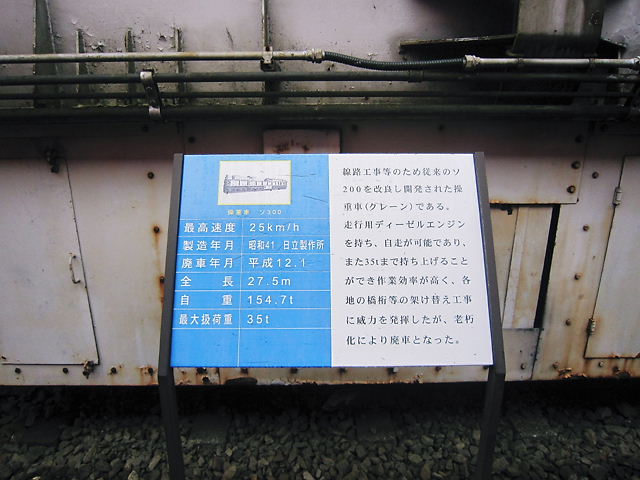 操重車 ソ300
最高速度 25km/h
製造年月 昭和41 日立製作所
廃車年月 平成12.1
全長 27.5m
自重 154.7t
最大扱荷重 35t
線路工事等のため従来のソ
200を改良し開発された操
重車(グレーン)である。
走行用ディーゼルエンジン
を持ち、自走が可能であり、
また35tまで持ち上げること
ができ作業効率が高く、各
地の橋桁等の架け替え工事
に威力を発揮したが、老朽
化により廃車となった。